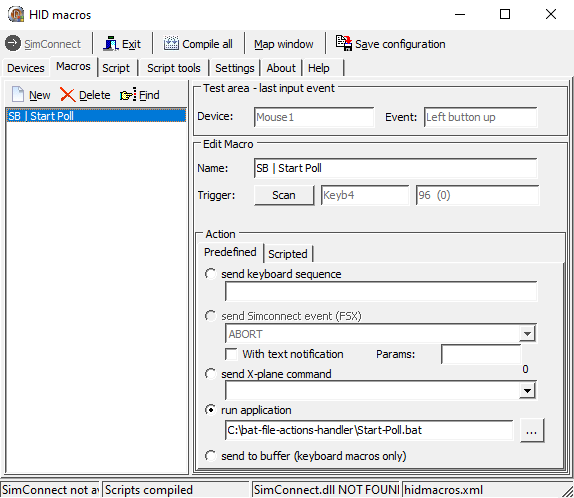 HID macros
SimConnect Exit Compile all Map window Save configuration
Devices Macros Script Script tools Settings About Help
New Delete Find
SB | Start Poll
Test area - last input event
Device: Mouse1 Event: Left button up
Edit Macro
Name: SB | Start Poll
Trigger: Scan Keyb4 96 (0)
Action
Predefined Scripted
send keyboard sequence
send Simconnect event (FSX)
ABORT
With text notification Params:
0
send X-plane command
run application
C:\bat-file-actions-handler\Start-Poll.bat ...
send to buffer (keyboard macros only)
SimConnect not av Scripts compiled SimConnect.dll NOT FOUN hidmacros.xml